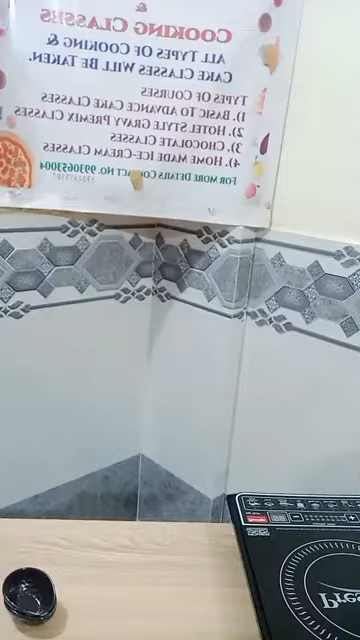 COOKING CLASSES
ALL TYPES OF COOKING &
CAKE CLASSES WILL BE TAKEN.
TYPES OF COURSES
1). BASIC TO ADVANCE CAKE CLASSES
2). HOTEL STYLE GRAVY PREMIX CLASSES
3). CHOCOLATE CLASSES
4). HOME MADE ICE-CREAM CLASSES
FOR MORE DETAILS CONTACT NO. 9930653004
Pres